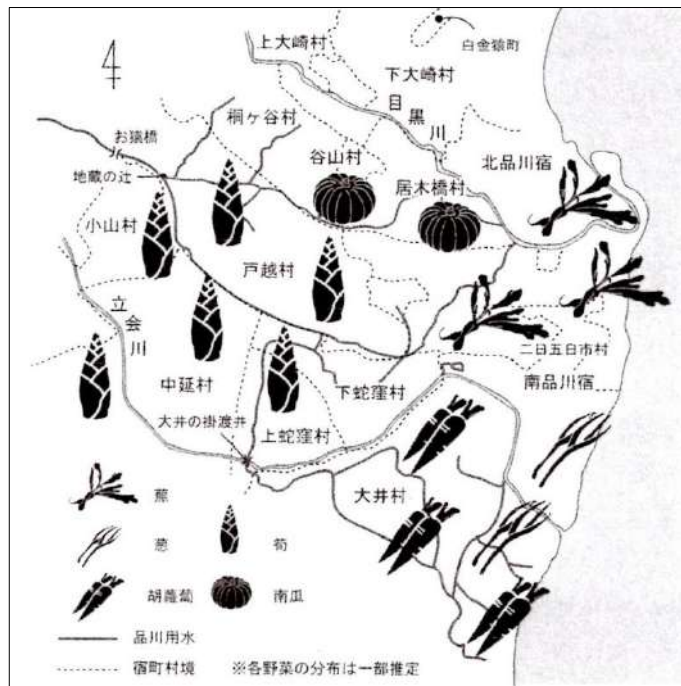 上大崎村
白金猿町
下大崎村
目黒川
桐ヶ谷村
お猿橋
谷山村
北品川宿
地蔵の辻
居木橋村
小山村
戸越村
立会川
二日五日市村
中延村
下蛇窪村
南品川宿
大井の掛渡井
上蛇窪村
大井村
蕪
葱
筍
胡蘿蔔
南瓜
品川用水
宿町村境
※各野菜の分布は一部推定